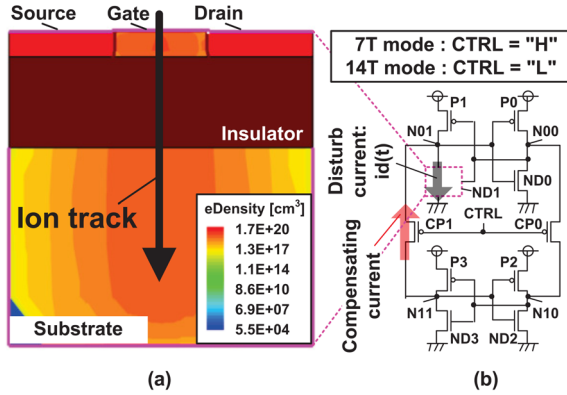 Source Gate Drain
Insulator
Ion track
eDensity [cm³]
1.7E+20
1.3E+17
1.1E+14
8.6E+10
6.9E+07
5.5E+04
Substrate
(a)
7T mode : CTRL = "H"
14T mode : CTRL = "L"
P1 P0
N01 N00
Disturb
current:
id(t)
ND1 ND0
CTRL
CP1 CP0
Compensating
current
P3 P2
N11 N10
ND3 ND2
(b)